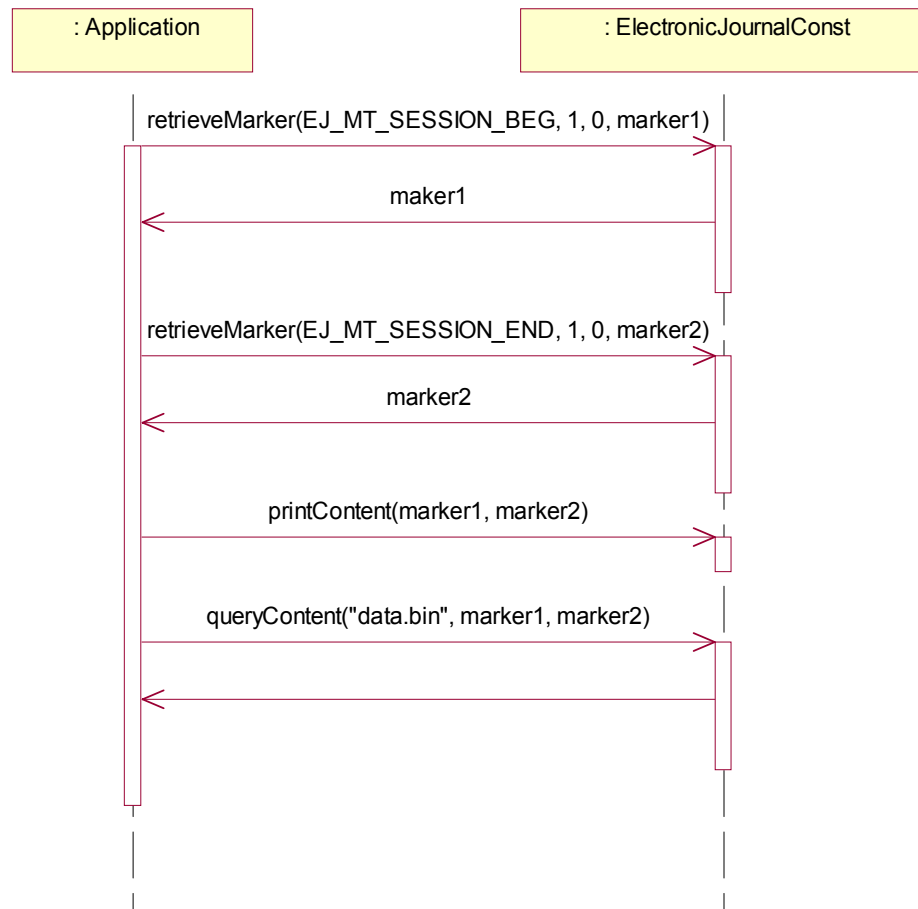 : Application
: ElectronicJournalConst
retrieveMarker(EJ_MT_SESSION_BEG, 1, 0, marker1)
maker1
retrieveMarker(EJ_MT_SESSION_END, 1, 0, marker2)
marker2
printContent(marker1, marker2)
queryContent("data.bin", marker1, marker2)